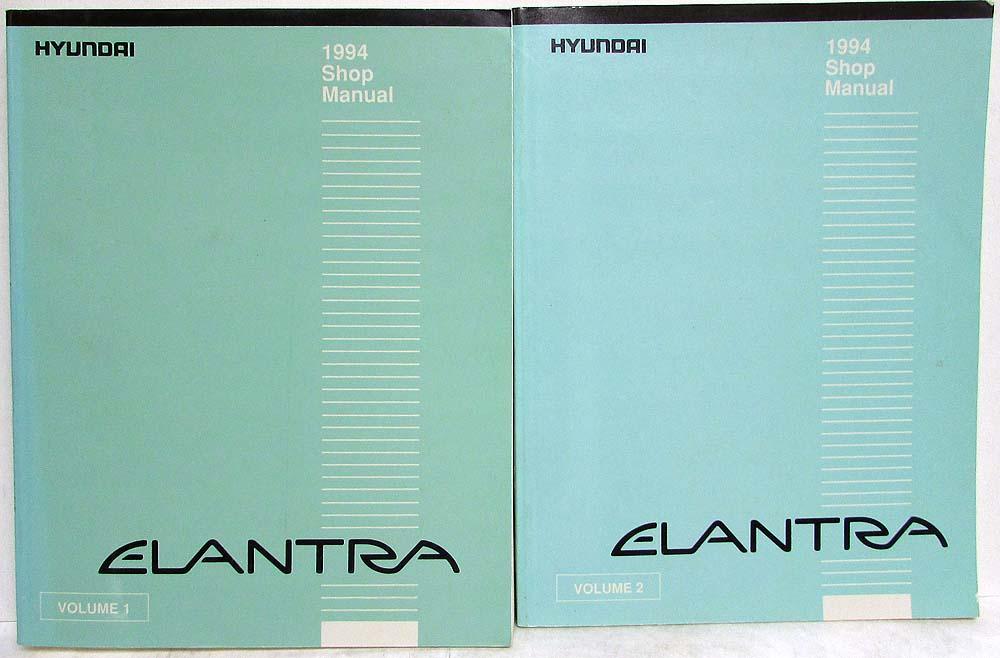 HYUNDAI
1994
Shop
Manual
ELANTRA
VOLUME 1
HYUNDAI
1994
Shop
Manual
ELANTRA
VOLUME 2